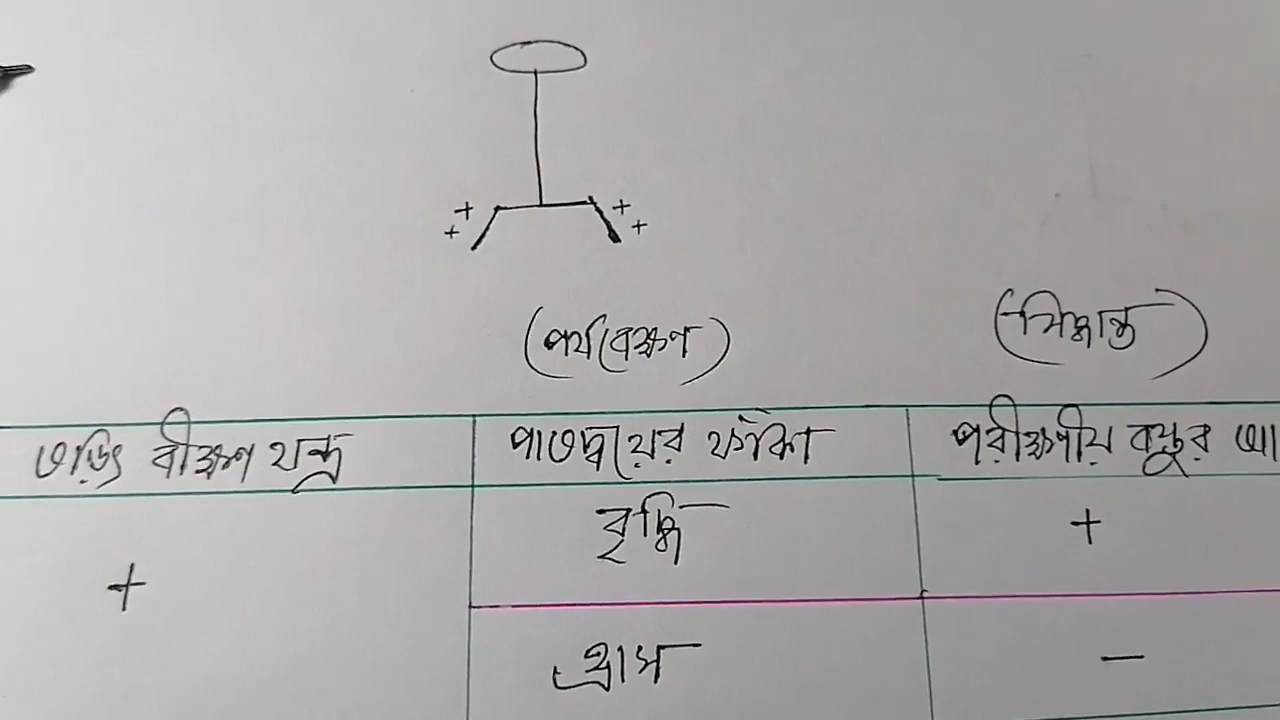 + +
+ +
(পর্যবেক্ষণ) (সিদ্ধান্ত)
তড়িৎ বীক্ষণ যন্ত্র পাতদ্বয়ের ফাঁকা পরীক্ষণীয় বস্তুর আ
বৃদ্ধি +
+
হ্রাস −